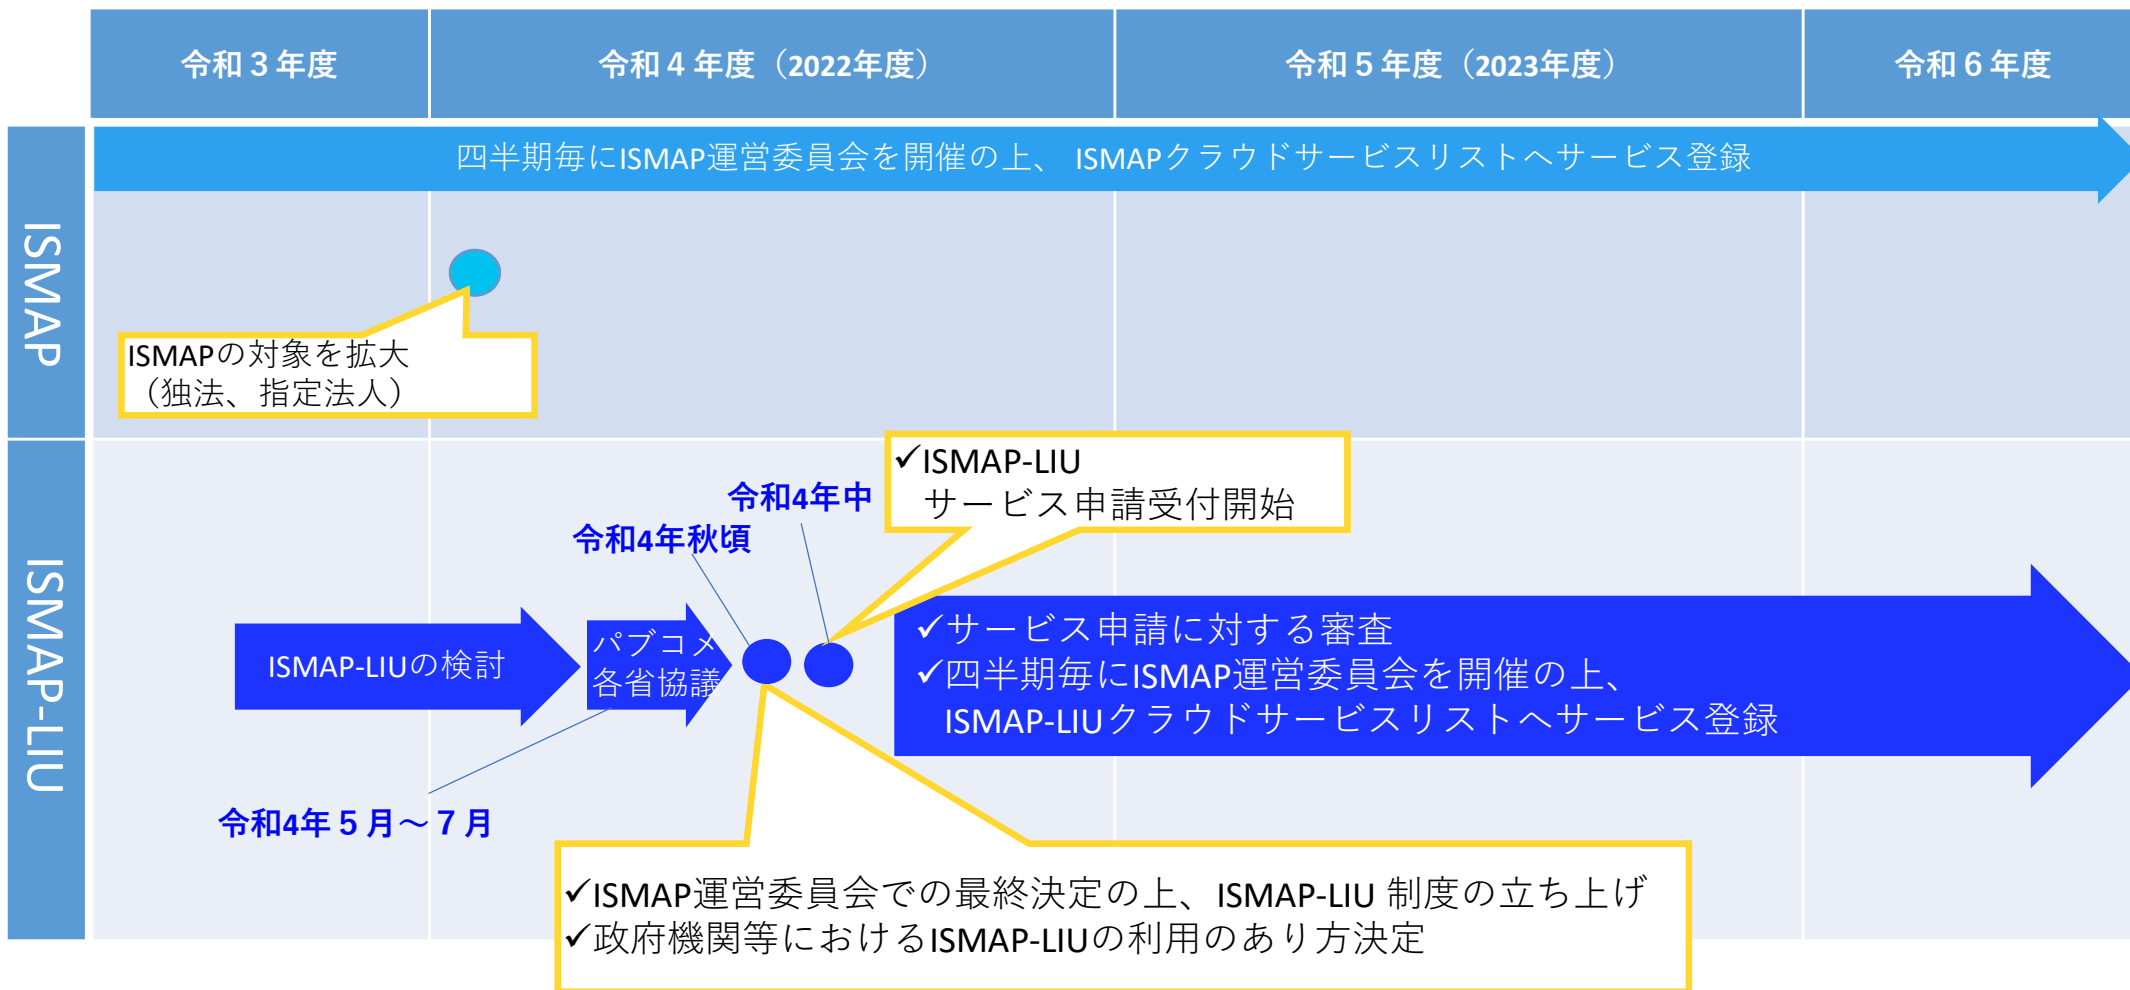 令和３年度
令和４年度（2022年度）
令和５年度（2023年度）
令和６年度
ISMAP
四半期毎にISMAP運営委員会を開催の上、 ISMAPクラウドサービスリストへサービス登録
ISMAPの対象を拡大
（独法、指定法人）
ISMAP-LIU
✓ISMAP-LIU
サービス申請受付開始
令和4年中
令和4年秋頃
ISMAP-LIUの検討
パブコメ
各省協議
✓サービス申請に対する審査
✓四半期毎にISMAP運営委員会を開催の上、
ISMAP-LIUクラウドサービスリストへサービス登録
令和4年５月～７月
✓ISMAP運営委員会での最終決定の上、ISMAP-LIU 制度の立ち上げ
✓政府機関等におけるISMAP-LIUの利用のあり方決定